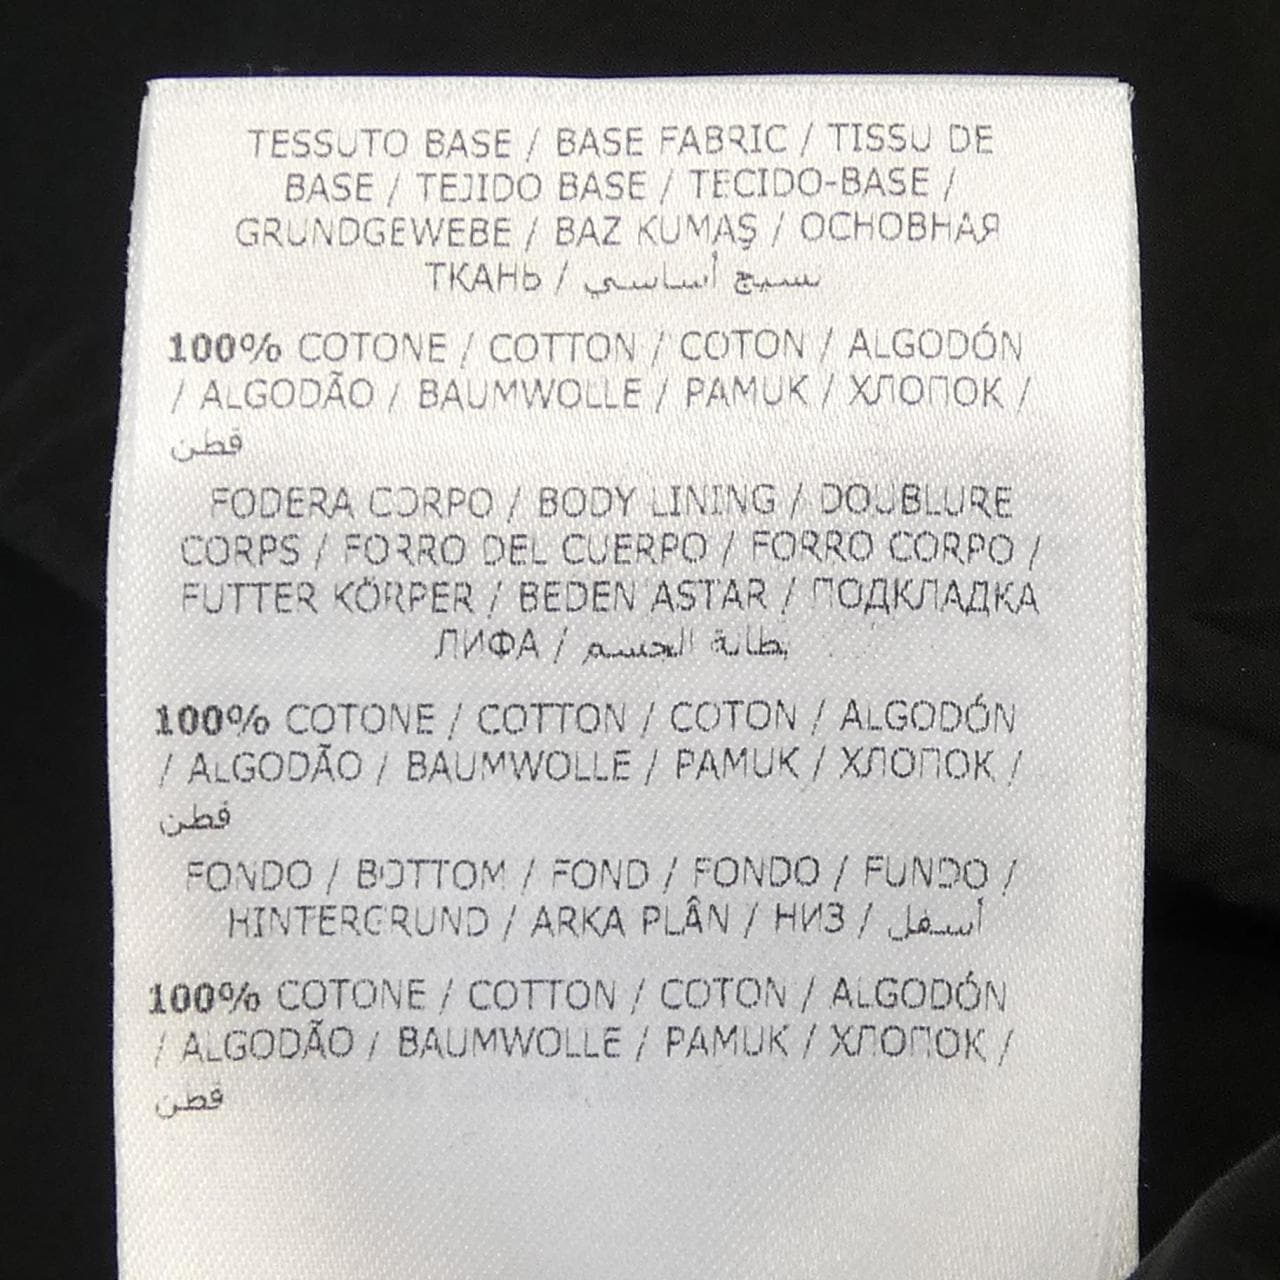 TESSUTO BASE / BASE FABRIC / TISSU DE
BASE / TEJIDO BASE / TECIDO-BASE /
GRUNDGEWEBE / BAZ KUMAŞ / ОСНОВНАЯ
ТКАНЬ / نسيج أساسي
100% COTONE / COTTON / COTON / ALGODÓN
/ ALGODÃO / BAUMWOLLE / PAMUK / ХЛОПОК /
قطن
FODERA CORPO / BODY LINING / DOUBLURE
CORPS / FORRO DEL CUERPO / FORRO CORPO /
FUTTER KÖRPER / BEDEN ASTAR / ПОДКЛАДКА
ЛИФА / بطانة الجسم
100% COTONE / COTTON / COTON / ALGODÓN
/ ALGODÃO / BAUMWOLLE / PAMUK / ХЛОПОК /
قطن
FONDO / BOTTOM / FOND / FONDO / FUNDO /
HINTERGRUND / ARKA PLÂN / НИЗ / أسفل
100% COTONE / COTTON / COTON / ALGODÓN
/ ALGODÃO / BAUMWOLLE / PAMUK / ХЛОПОК /
قطن